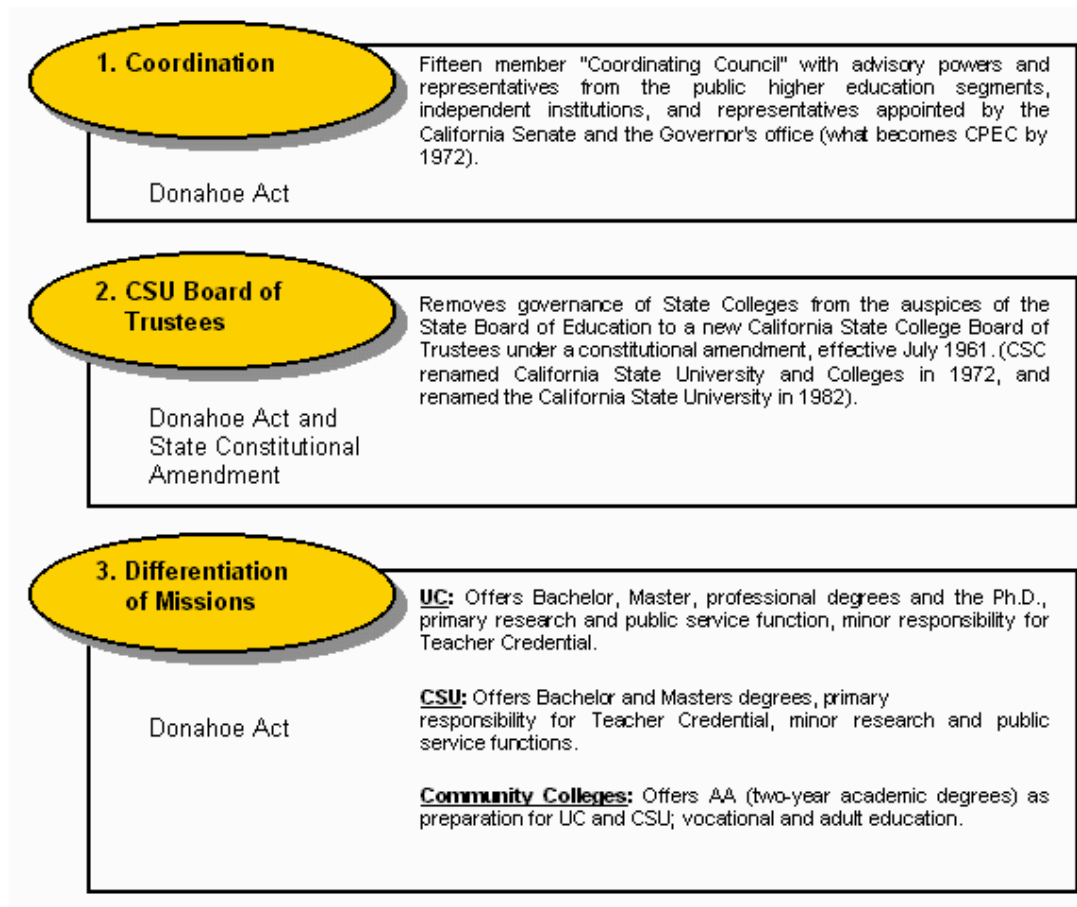 1. Coordination
Fifteen member "Coordinating Council" with advisory powers and
representatives from the public higher education segments,
independent institutions, and representatives appointed by the
California Senate and the Governor's office (what becomes CPEC by
1972).
Donahoe Act
2. CSU Board of
Trustees
Removes governance of State Colleges from the auspices of the
State Board of Education to a new California State College Board of
Trustees under a constitutional amendment, effective July 1961. (CSC
renamed California State University and Colleges in 1972, and
renamed the California State University in 1982).
Donahoe Act and
State Constitutional
Amendment
3. Differentiation
of Missions
UC: Offers Bachelor, Master, professional degrees and the Ph.D.,
primary research and public service function, minor responsibility for
Teacher Credential.
CSU: Offers Bachelor and Masters degrees, primary
responsibility for Teacher Credential, minor research and public
service functions.
Donahoe Act
Community Colleges: Offers AA (two-year academic degrees) as
preparation for UC and CSU; vocational and adult education.